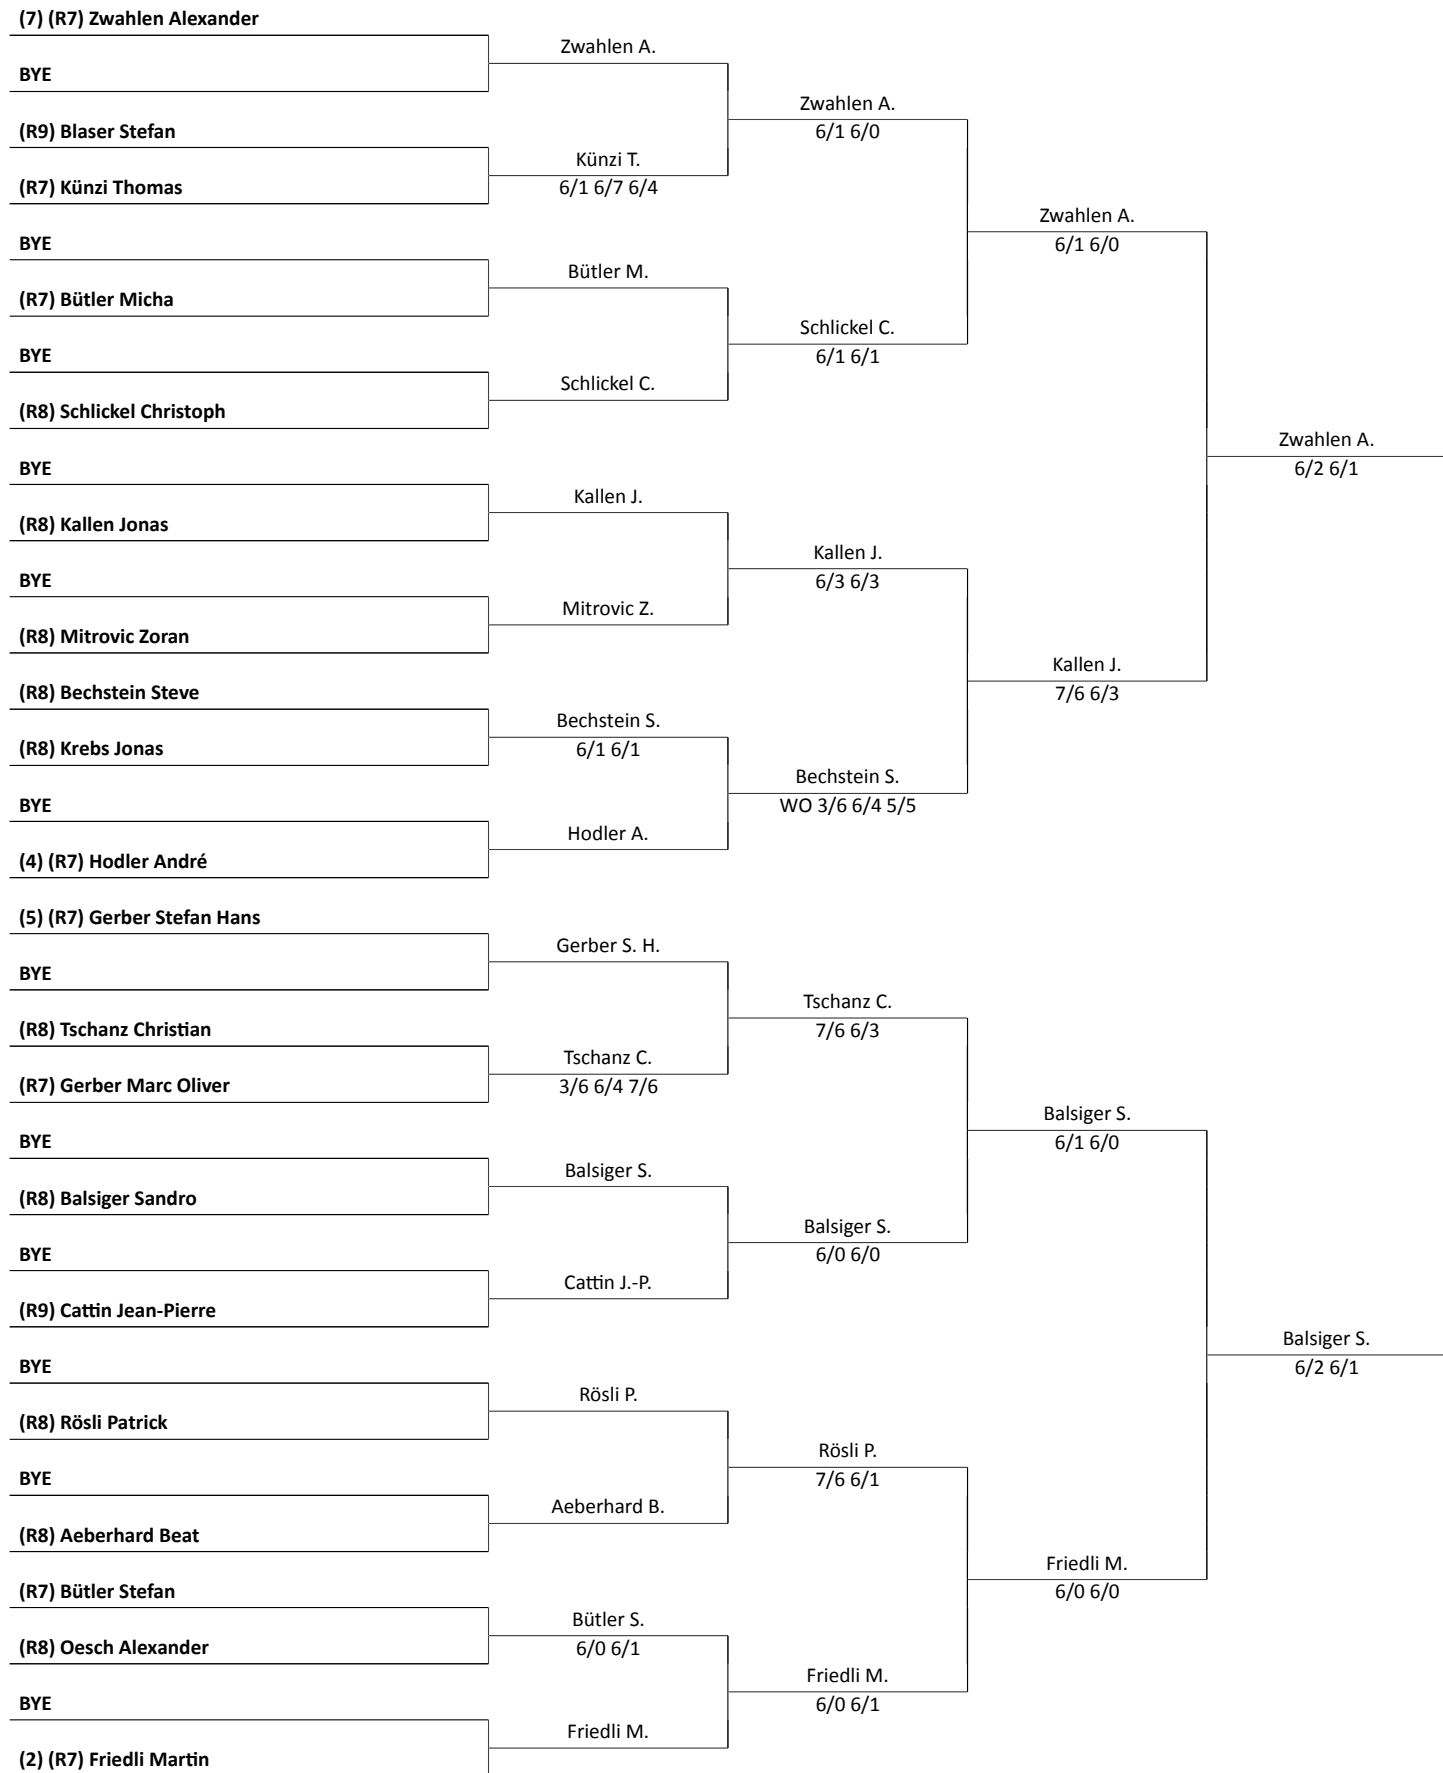 (7) (R7) Zwahlen Alexander
Zwahlen A.
BYE
Zwahlen A.
6/1 6/0
(R9) Blaser Stefan
Künzi T.
6/1 6/7 6/4
(R7) Künzi Thomas
Zwahlen A.
6/1 6/0
BYE
Bütler M.
(R7) Bütler Micha
Schlickel C.
6/1 6/1
BYE
Schlickel C.
(R8) Schlickel Christoph
Zwahlen A.
6/2 6/1
BYE
Kallen J.
(R8) Kallen Jonas
Kallen J.
6/3 6/3
BYE
Mitrovic Z.
(R8) Mitrovic Zoran
Kallen J.
7/6 6/3
(R8) Bechstein Steve
Bechstein S.
6/1 6/1
(R8) Krebs Jonas
Bechstein S.
WO 3/6 6/4 5/5
BYE
Hodler A.
(4) (R7) Hodler André
(5) (R7) Gerber Stefan Hans
Gerber S. H.
BYE
Tschanz C.
7/6 6/3
(R8) Tschanz Christian
Tschanz C.
3/6 6/4 7/6
(R7) Gerber Marc Oliver
Balsiger S.
6/1 6/0
BYE
Balsiger S.
(R8) Balsiger Sandro
Balsiger S.
6/0 6/0
BYE
Cattin J.-P.
(R9) Cattin Jean-Pierre
Balsiger S.
6/2 6/1
BYE
Rösli P.
(R8) Rösli Patrick
Rösli P.
7/6 6/1
BYE
Aeberhard B.
(R8) Aeberhard Beat
Friedli M.
6/0 6/0
(R7) Bütler Stefan
Bütler S.
6/0 6/1
(R8) Oesch Alexander
Friedli M.
6/0 6/1
BYE
Friedli M.
(2) (R7) Friedli Martin